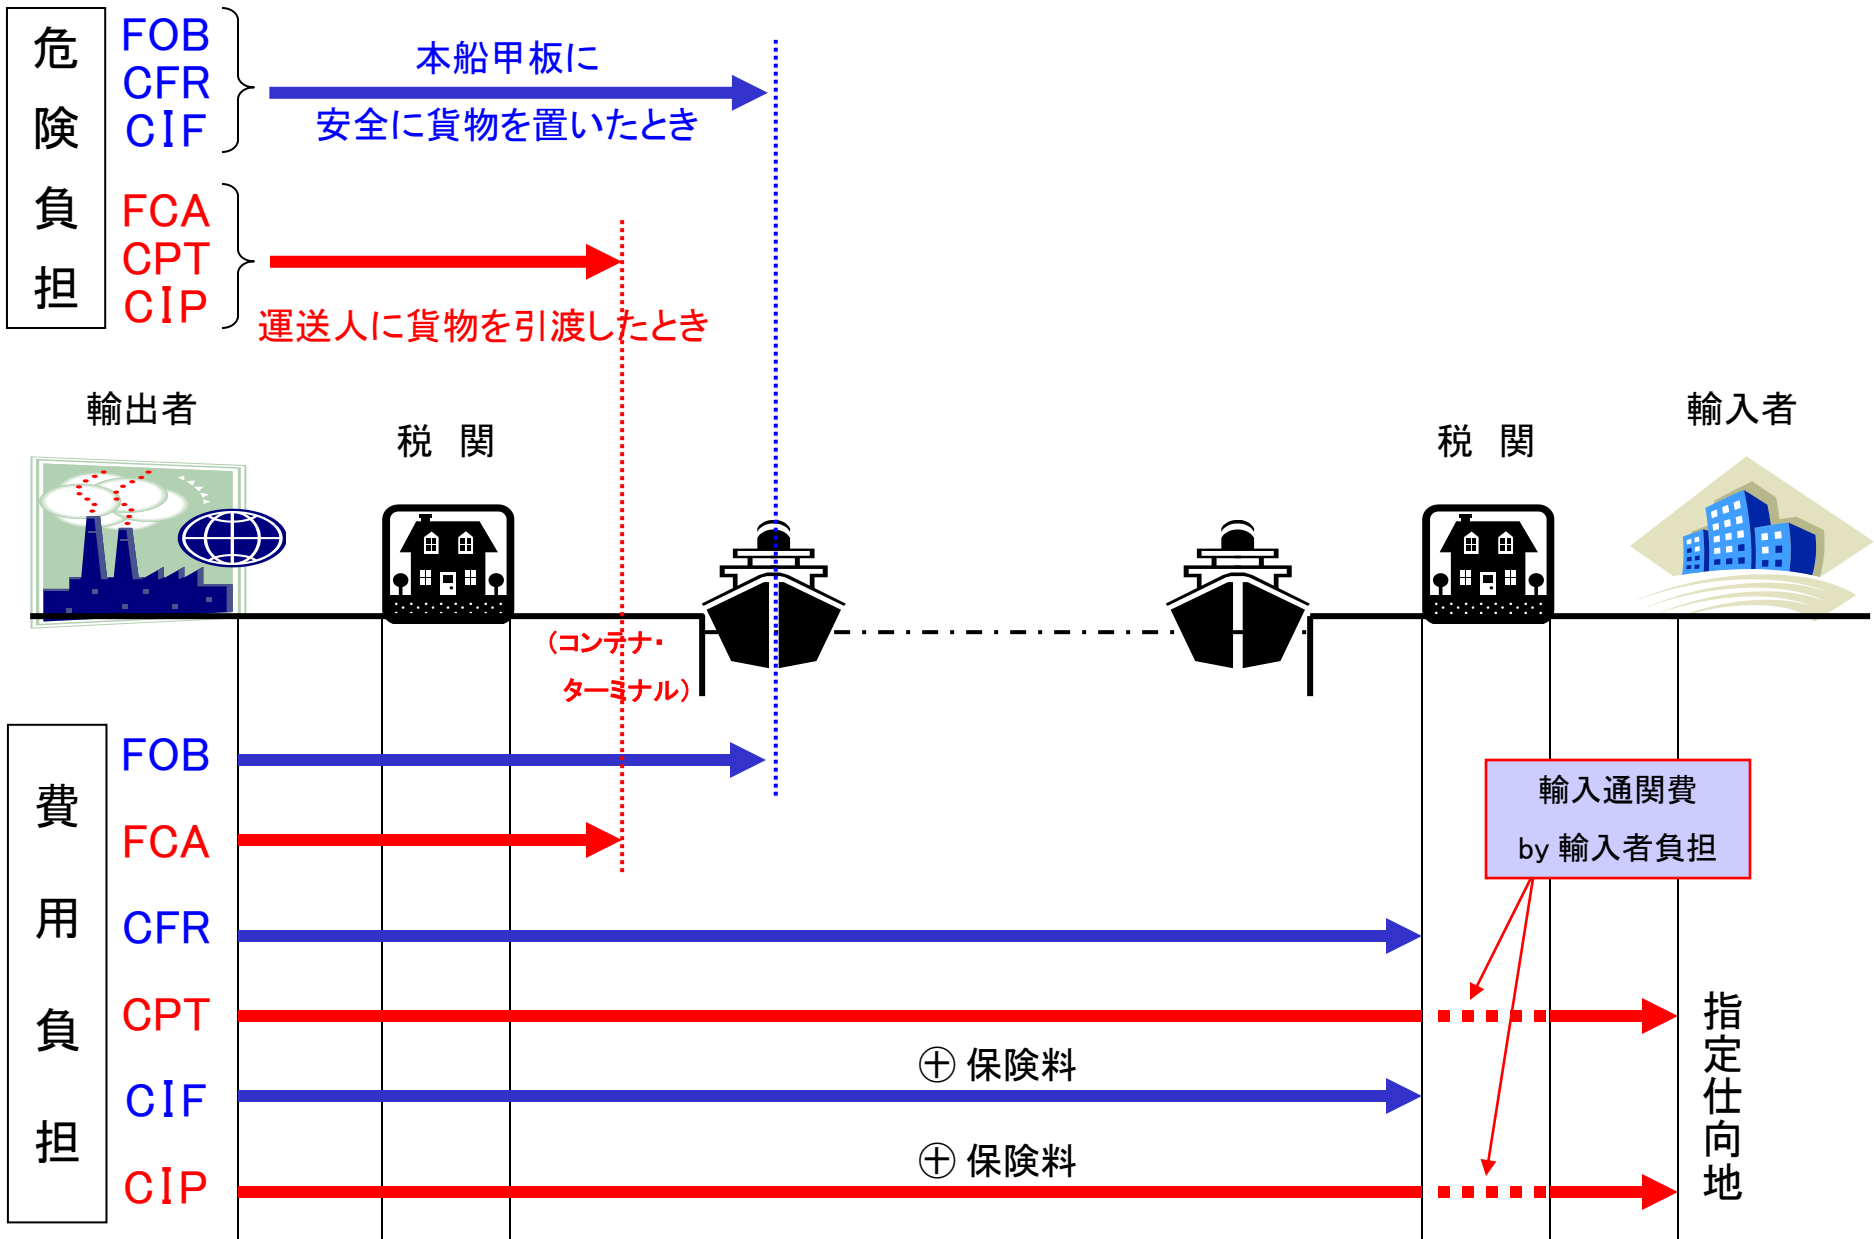 危険負担
FOB
CFR
CIF
本船甲板に
安全に貨物を置いたとき
FCA
CPT
CIP
運送人に貨物を引渡したとき
輸出者
税 関
税 関
輸入者
(コンテナ・
ターミナル)
費用負担
FOB
FCA
CFR
CPT
CIF
CIP
輸入通関費
by 輸入者負担
⊕ 保険料
⊕ 保険料
指定仕向地